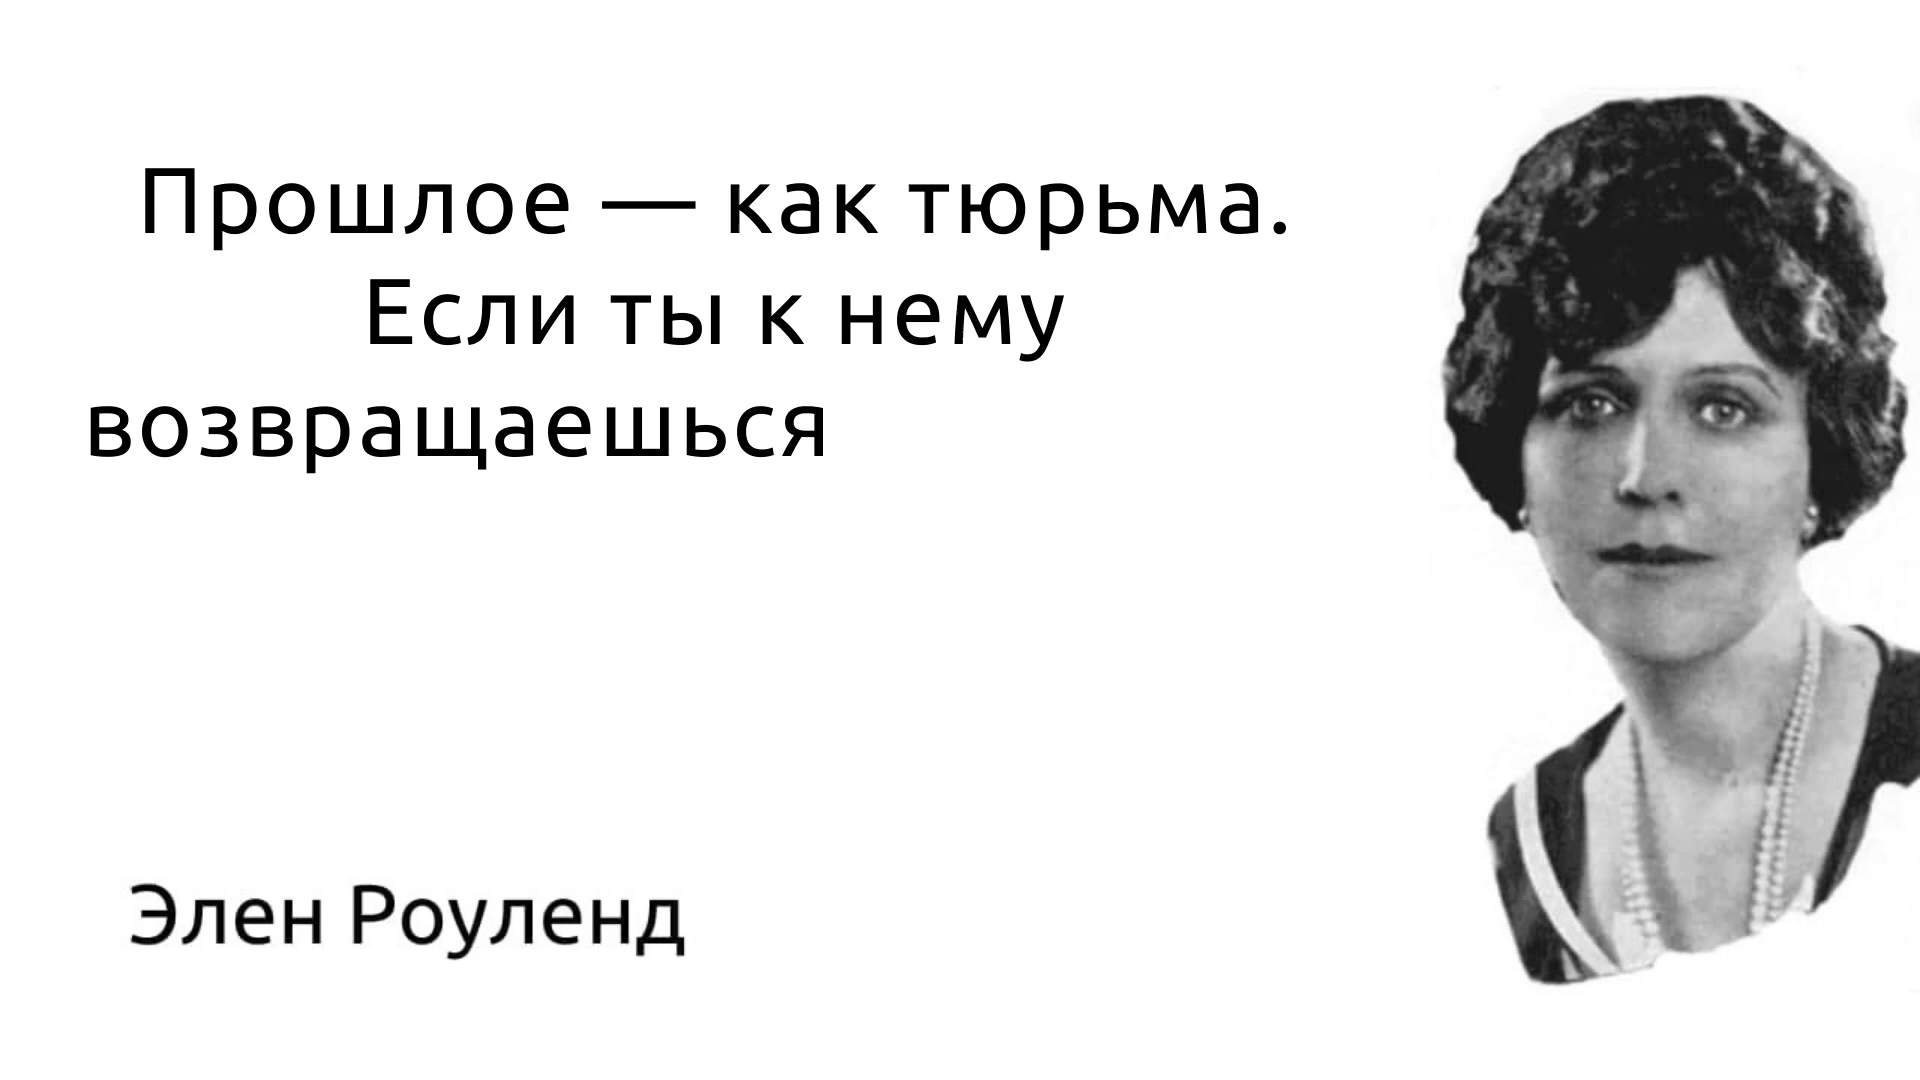 Прошлое — как тюрьма.
Если ты к нему
возвращаешься
Элен Роуленд